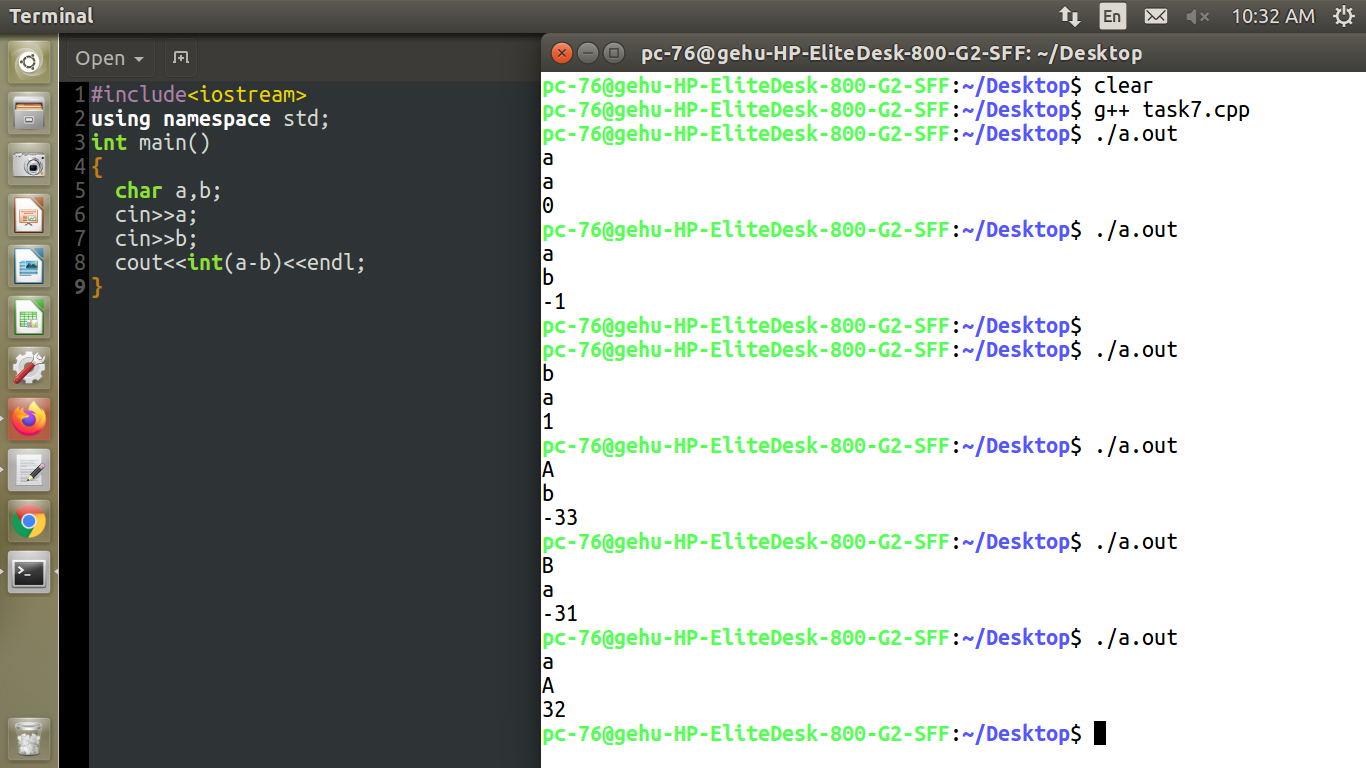 Terminal
En
10:32 AM
Open
pc-76@gehu-HP-EliteDesk-800-G2-SFF: ~/Desktop
1 #include<iostream>
2 using namespace std;
3 int main()
4 {
5   char a,b;
6   cin>>a;
7   cin>>b;
8   cout<<int(a-b)<<endl;
9 }
pc-76@gehu-HP-EliteDesk-800-G2-SFF:~/Desktop$ clear
pc-76@gehu-HP-EliteDesk-800-G2-SFF:~/Desktop$ g++ task7.cpp
pc-76@gehu-HP-EliteDesk-800-G2-SFF:~/Desktop$ ./a.out
a
a
0
pc-76@gehu-HP-EliteDesk-800-G2-SFF:~/Desktop$ ./a.out
a
b
-1
pc-76@gehu-HP-EliteDesk-800-G2-SFF:~/Desktop$
pc-76@gehu-HP-EliteDesk-800-G2-SFF:~/Desktop$ ./a.out
b
a
1
pc-76@gehu-HP-EliteDesk-800-G2-SFF:~/Desktop$ ./a.out
A
b
-33
pc-76@gehu-HP-EliteDesk-800-G2-SFF:~/Desktop$ ./a.out
B
a
-31
pc-76@gehu-HP-EliteDesk-800-G2-SFF:~/Desktop$ ./a.out
a
A
32
pc-76@gehu-HP-EliteDesk-800-G2-SFF:~/Desktop$